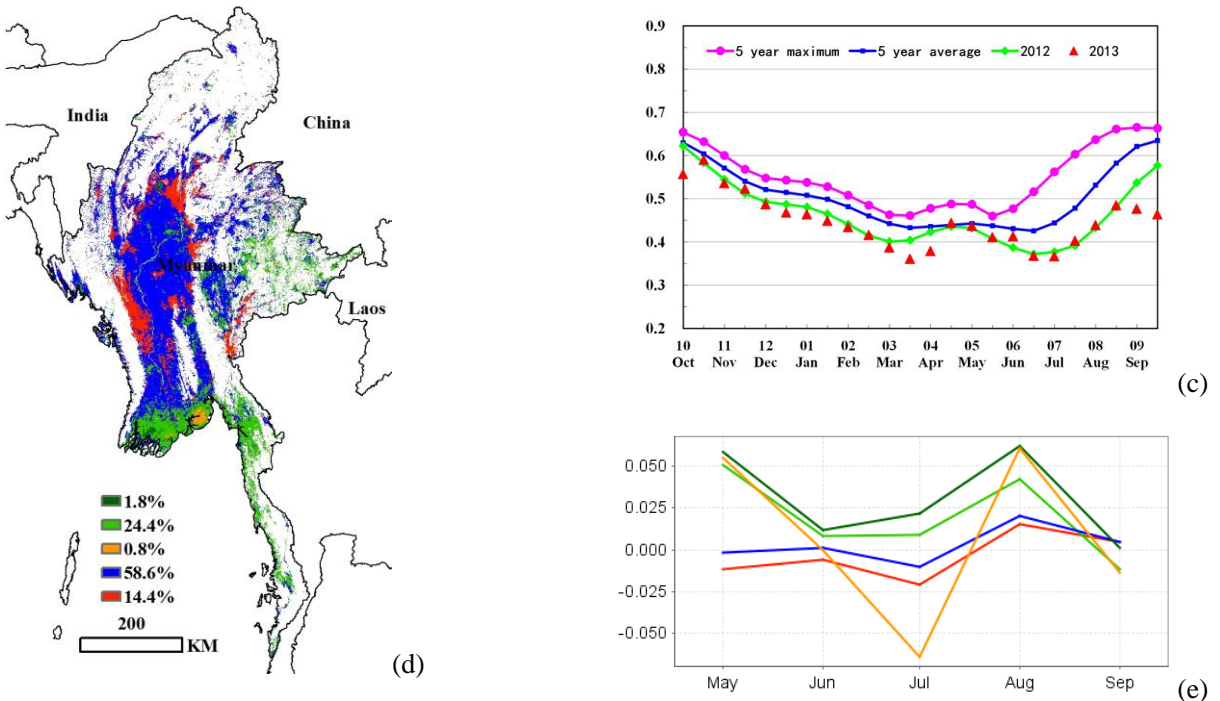 India
China
Myanmar
Laos
1.8%
24.4%
0.8%
58.6%
14.4%
200
KM
(d)
0.9
0.8
0.7
0.6
0.5
0.4
0.3
0.2
5 year maximum 5 year average 2012 2013
10 11 12 01 02 03 04 05 06 07 08 09
Oct Nov Dec Jan Feb Mar Apr May Jun Jul Aug Sep
(c)
0.050
0.025
0.000
-0.025
-0.050
May Jun Jul Aug Sep
(e)